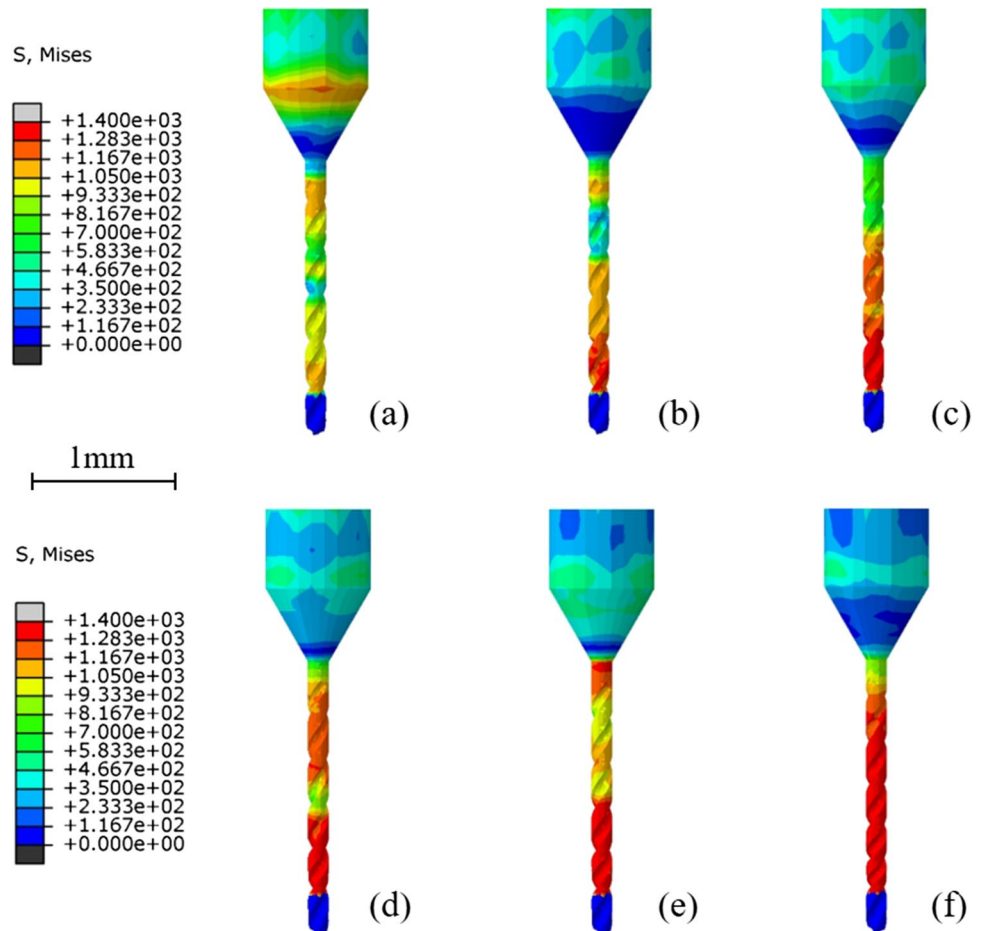 S, Mises
+1.400e+03
+1.283e+03
+1.167e+03
+1.050e+03
+9.333e+02
+8.167e+02
+7.000e+02
+5.833e+02
+4.667e+02
+3.500e+02
+2.333e+02
+1.167e+02
+0.000e+00
(a)
(b)
(c)
1mm
S, Mises
+1.400e+03
+1.283e+03
+1.167e+03
+1.050e+03
+9.333e+02
+8.167e+02
+7.000e+02
+5.833e+02
+4.667e+02
+3.500e+02
+2.333e+02
+1.167e+02
+0.000e+00
(d)
(e)
(f)